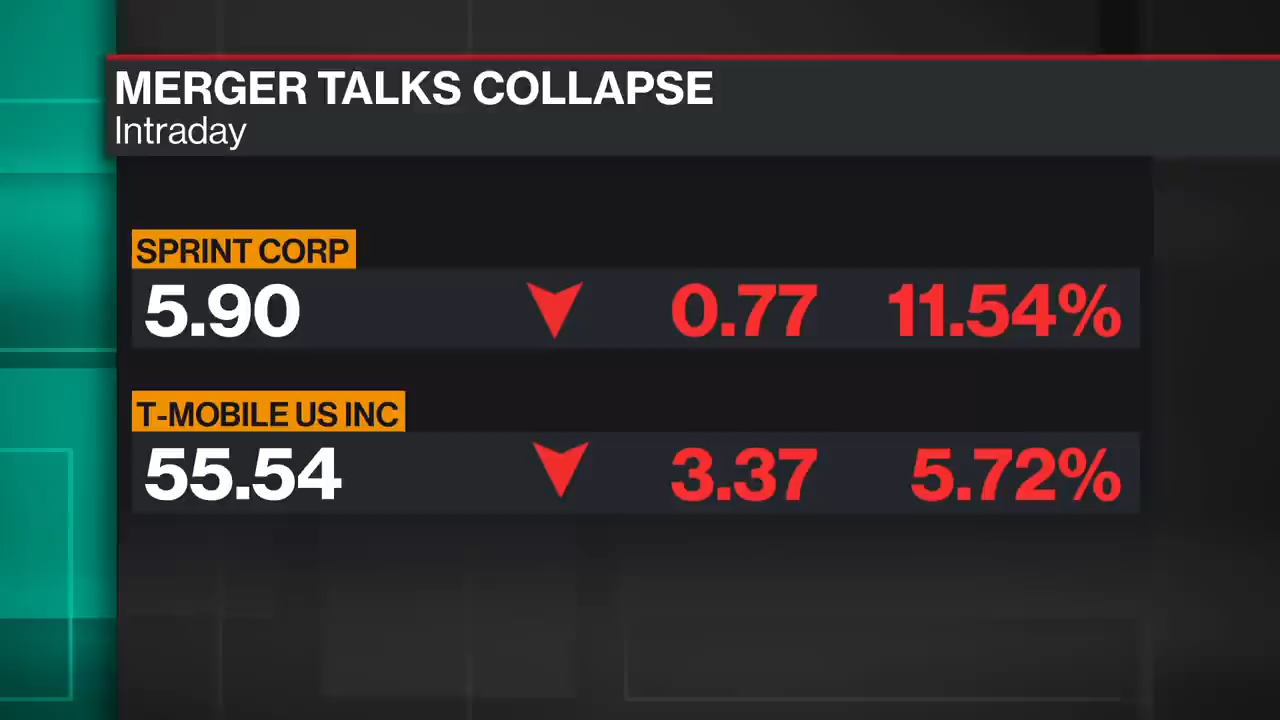 MERGER TALKS COLLAPSE
Intraday
SPRINT CORP
5.90 0.77 11.54%
T-MOBILE US INC
55.54 3.37 5.72%